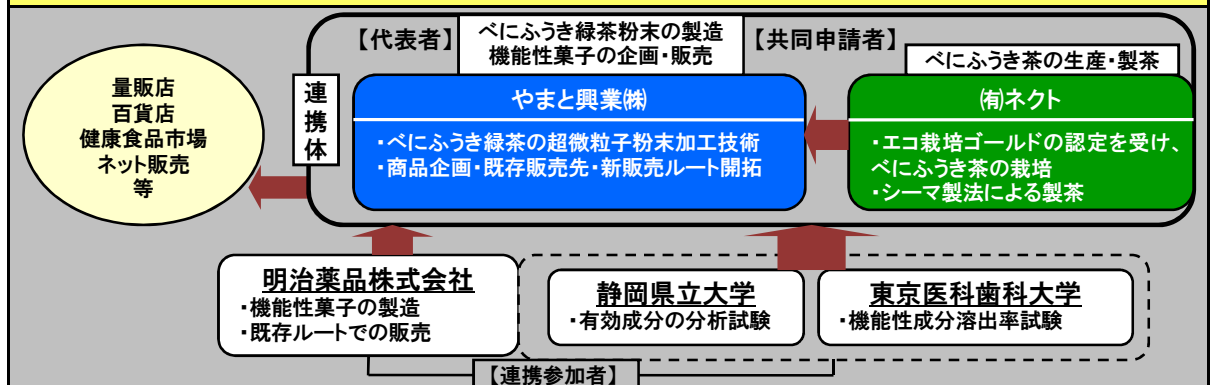 【代表者】
べにふうき緑茶粉末の製造
機能性菓子の企画・販売
【共同申請者】
べにふうき茶の生産・製茶
量販店
百貨店
健康食品市場
ネット販売
等
連携体
やまと興業㈱
・べにふうき緑茶の超微粒子粉末加工技術
・商品企画・既存販売先・新販売ルート開拓
㈲ネクト
・エコ栽培ゴールドの認定を受け、
べにふうき茶の栽培
・シーマ製法による製茶
明治薬品株式会社
・機能性菓子の製造
・既存ルートでの販売
静岡県立大学
・有効成分の分析試験
東京医科歯科大学
・機能性成分溶出率試験
【連携参加者】